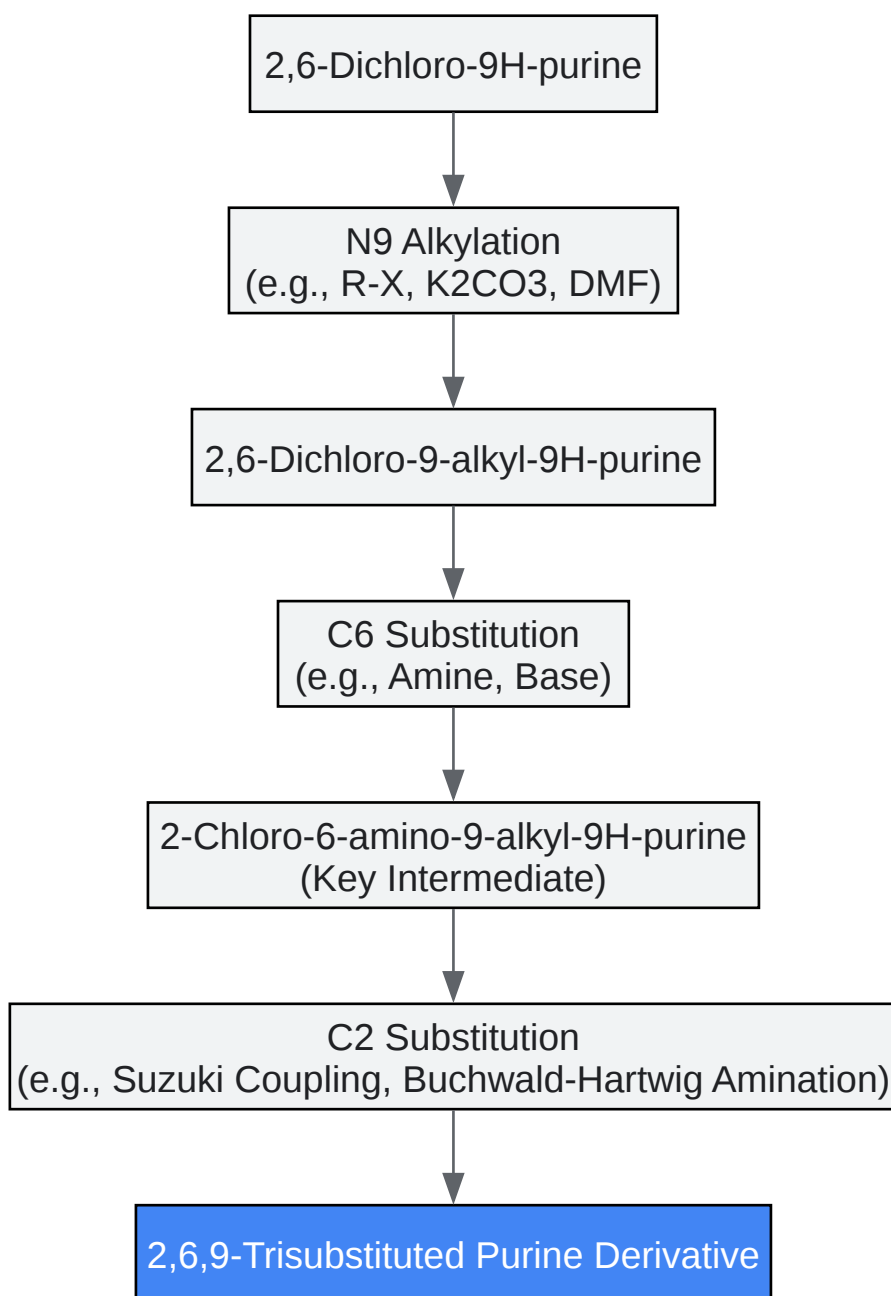 2,6-Dichloro-9H-purine
N9 Alkylation
(e.g., R-X, K2CO3, DMF)
2,6-Dichloro-9-alkyl-9H-purine
C6 Substitution
(e.g., Amine, Base)
2-Chloro-6-amino-9-alkyl-9H-purine
(Key Intermediate)
C2 Substitution
(e.g., Suzuki Coupling, Buchwald-Hartwig Amination)
2,6,9-Trisubstituted Purine Derivative